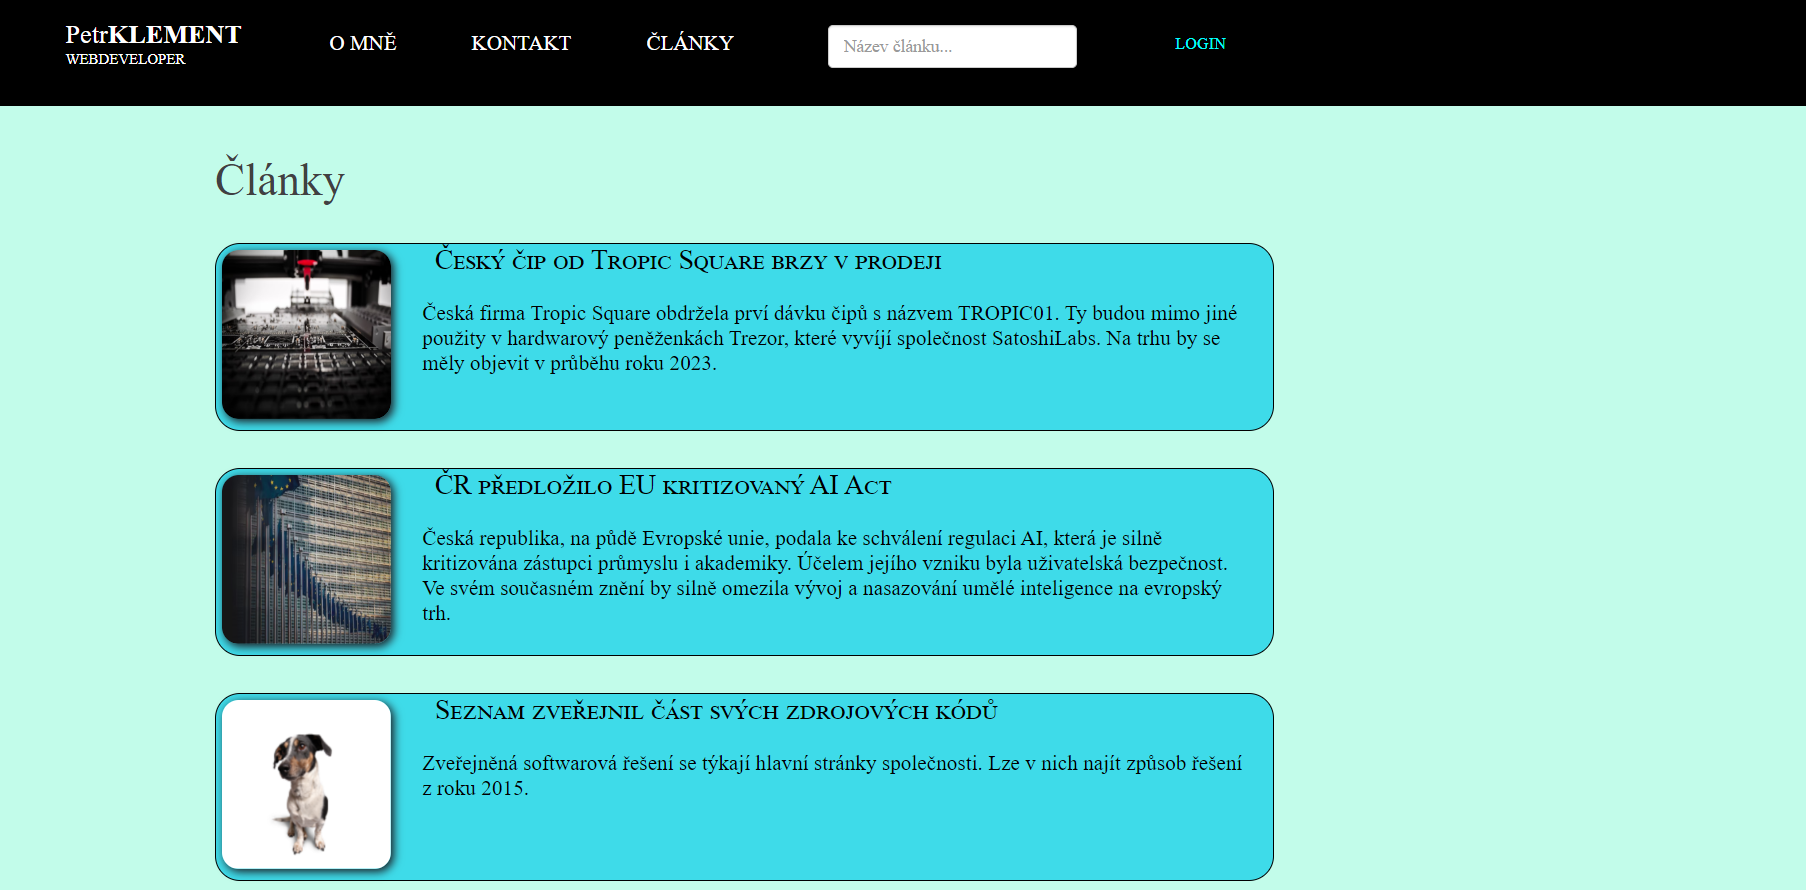 PetrKLEMENT
WEBDEVELOPER
O MNĚ
KONTAKT
ČLÁNKY
Název článku...
LOGIN
Články
Český čip od Tropic Square brzy v prodeji
Česká firma Tropic Square obdržela prví dávku čipů s názvem TROPIC01. Ty budou mimo jiné
použity v hardwarový peněženkách Trezor, které vyvíjí společnost SatoshiLabs. Na trhu by se
měly objevit v průběhu roku 2023.
ČR předložilo EU kritizovaný AI Act
Česká republika, na půdě Evropské unie, podala ke schválení regulaci AI, která je silně
kritizována zástupci průmyslu i akademiky. Účelem jejího vzniku byla uživatelská bezpečnost.
Ve svém současném znění by silně omezila vývoj a nasazování umělé inteligence na evropský
trh.
Seznam zveřejnil část svých zdrojových kódů
Zveřejněná softwarová řešení se týkají hlavní stránky společnosti. Lze v nich najít způsob řešení
z roku 2015.